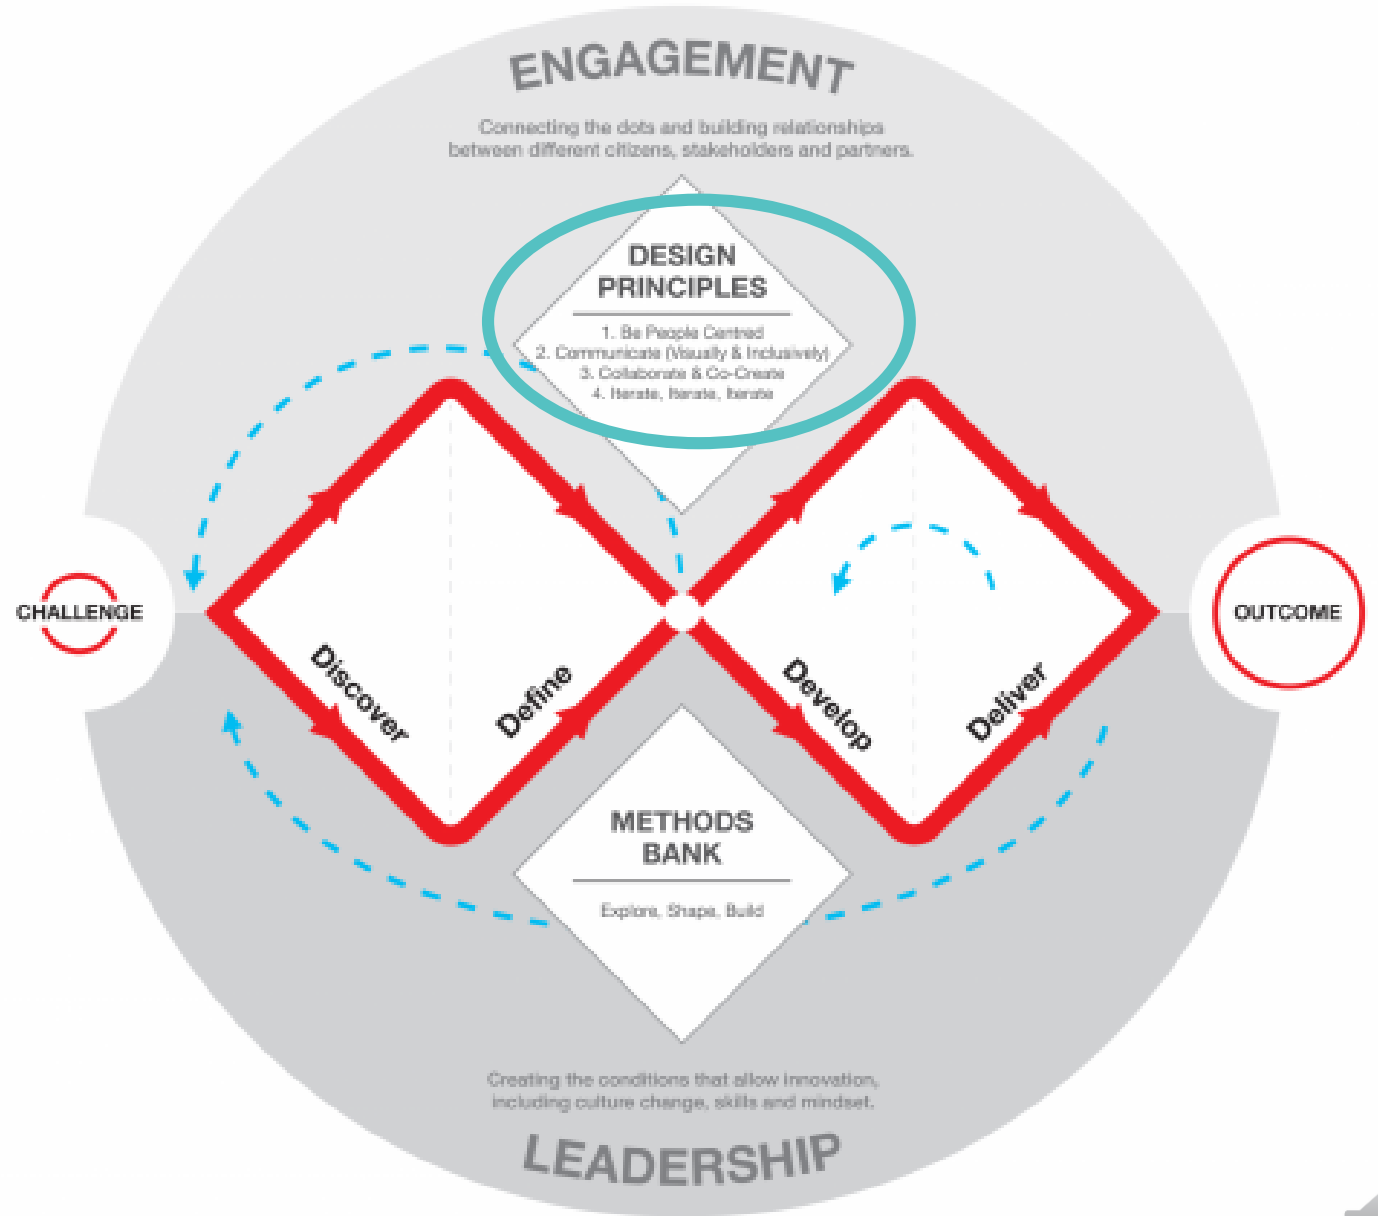 ENGAGEMENT
Connecting the dots and building relationships
between different citizens, stakeholders and partners.
DESIGN
PRINCIPLES
1. Be People Centred
2. Communicate (Visually & Inclusively)
3. Collaborate & Co-Create
4. Iterate, Iterate, Iterate
CHALLENGE
OUTCOME
Discover
Define
Develop
Deliver
METHODS
BANK
Explore, Shape, Build
Creating the conditions that allow innovation,
including culture change, skills and mindset.
LEADERSHIP